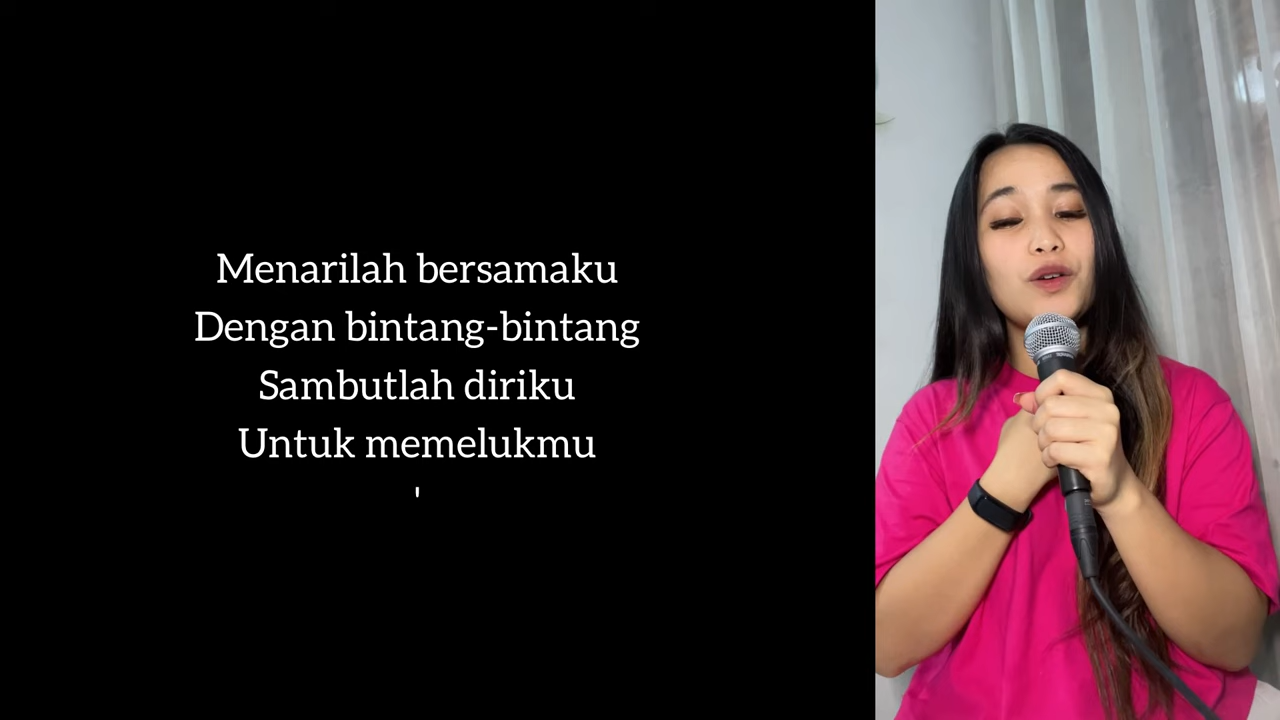 Menarilah bersamaku
Dengan bintang-bintang
Sambutlah diriku
Untuk memelukmu
'